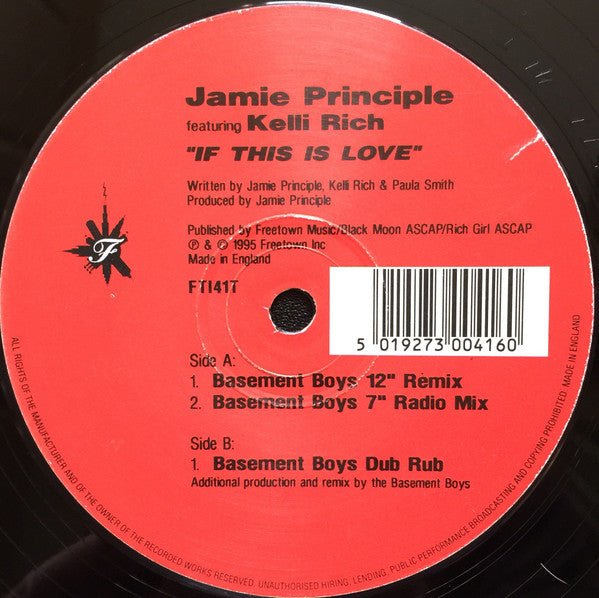 Jamie Principle
featuring Kelli Rich
"IF THIS IS LOVE"
Written by Jamie Principle, Kelli Rich & Paula Smith
Produced by Jamie Principle
Published by Freetown Music/Black Moon ASCAP/Rich Girl ASCAP
℗ & © 1995 Freetown Inc
Made in England
F
FTI41T
5 019273 004160
Side A:
1. Basement Boys 12" Remix
2. Basement Boys 7" Radio Mix
Side B:
1. Basement Boys Dub Rub
Additional production and remix by the Basement Boys
ALL RIGHTS OF THE MANUFACTURER AND OF THE OWNER OF THE RECORDED WORKS RESERVED, UNAUTHORISED HIRING, LENDING, PUBLIC PERFORMANCE BROADCASTING AND COPYING PROHIBITED. MADE IN ENGLAND